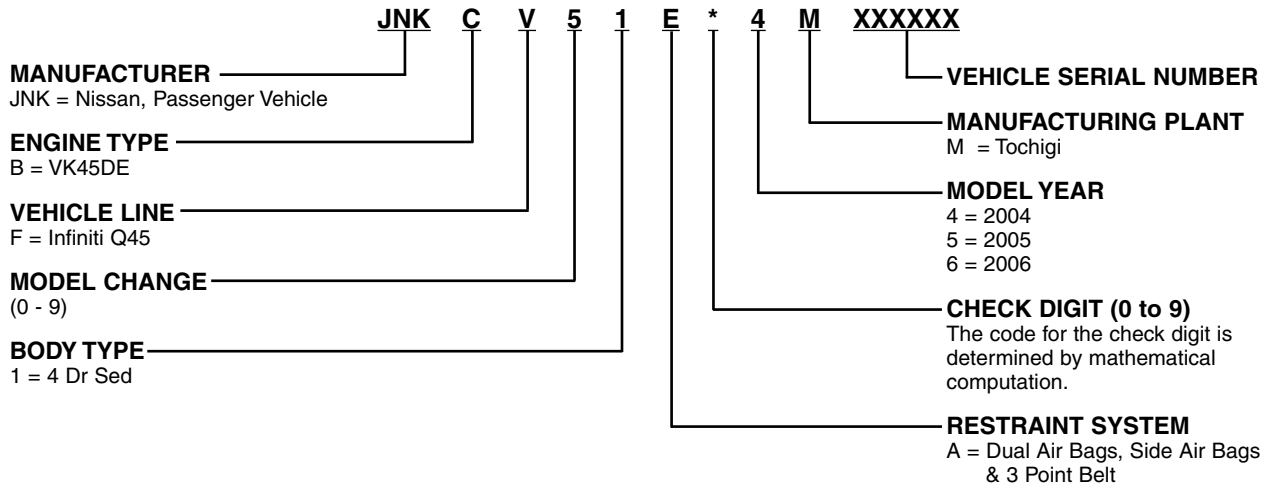 JNK C V 5 1 E * 4 M XXXXXX
MANUFACTURER
JNK = Nissan, Passenger Vehicle
ENGINE TYPE
B = VK45DE
VEHICLE LINE
F = Infiniti Q45
MODEL CHANGE
(0 - 9)
BODY TYPE
1 = 4 Dr Sed
VEHICLE SERIAL NUMBER
MANUFACTURING PLANT
M = Tochigi
MODEL YEAR
4 = 2004
5 = 2005
6 = 2006
CHECK DIGIT (0 to 9)
The code for the check digit is
determined by mathematical
computation.
RESTRAINT SYSTEM
A = Dual Air Bags, Side Air Bags
& 3 Point Belt